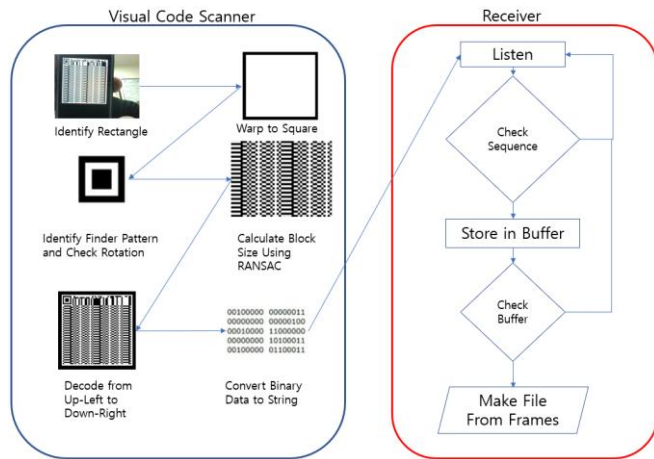 Visual Code Scanner
Receiver
Identify Rectangle
Warp to Square
Identify Finder Pattern
and Check Rotation
Calculate Block
Size Using
RANSAC
Decode from
Up-Left to
Down-Right
00100000 00000011
00000000 00000100
00010000 11000000
00000000 10100011
00100000 01100011
Convert Binary
Data to String
Listen
Check
Sequence
Store in Buffer
Check
Buffer
Make File
From Frames